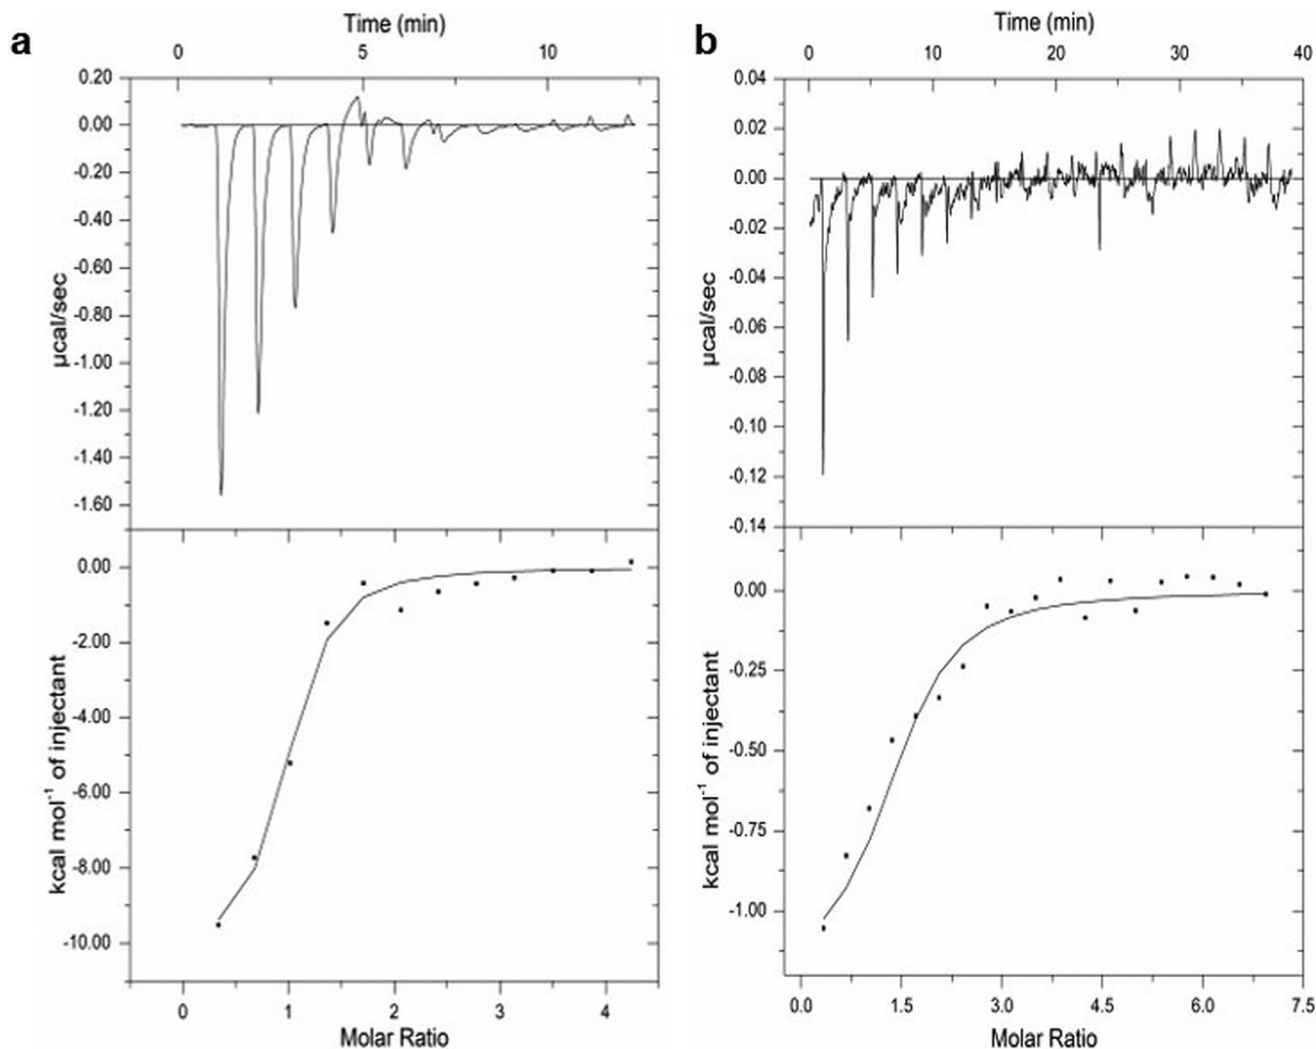 a
Time (min)
0 5 10
0.20
0.00
-0.20
-0.40
-0.60
-0.80
-1.00
-1.20
-1.40
-1.60
µcal/sec
0.00
-2.00
-4.00
-6.00
-8.00
-10.00
kcal mol⁻¹ of injectant
0 1 2 3 4
Molar Ratio
b
Time (min)
0 10 20 30 40
0.04
0.02
0.00
-0.02
-0.04
-0.06
-0.08
-0.10
-0.12
-0.14
µcal/sec
0.00
-0.25
-0.50
-0.75
-1.00
kcal mol⁻¹ of injectant
0.0 1.5 3.0 4.5 6.0 7.5
Molar Ratio